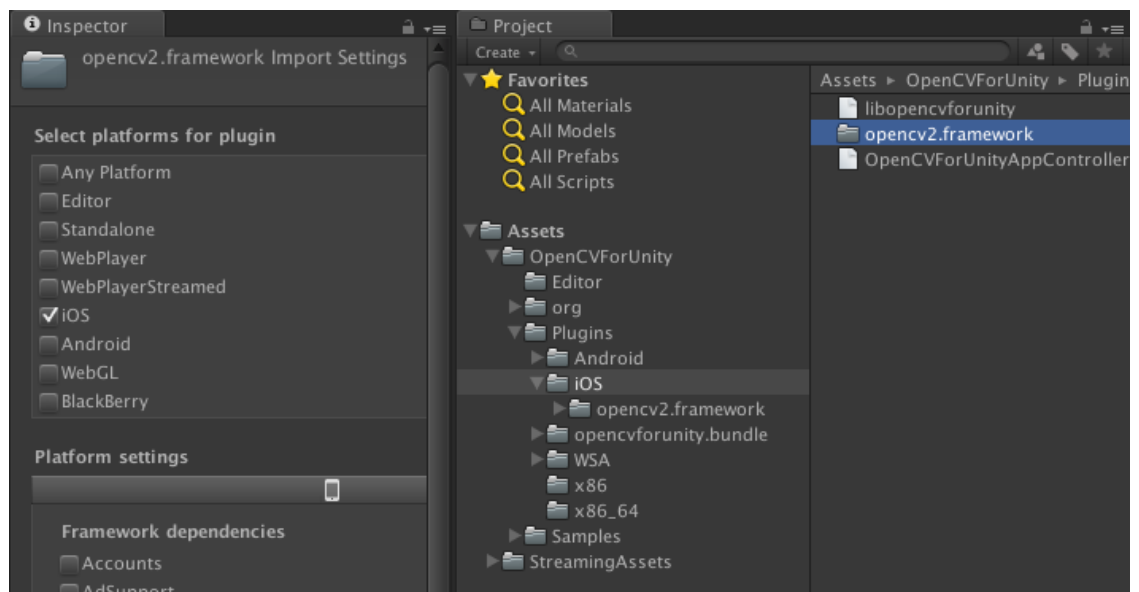 Inspector
opencv2.framework Import Settings
Select platforms for plugin
Any Platform
Editor
Standalone
WebPlayer
WebPlayerStreamed
iOS
Android
WebGL
BlackBerry
Platform settings
Framework dependencies
Accounts
AdSupport
Project
Create
Favorites
All Materials
All Models
All Prefabs
All Scripts
Assets
OpenCVForUnity
Editor
org
Plugins
Android
iOS
opencv2.framework
opencvforunity.bundle
WSA
x86
x86_64
Samples
StreamingAssets
Assets ▸ OpenCVForUnity ▸ Plugin
libopencvforunity
opencv2.framework
OpenCVForUnityAppController